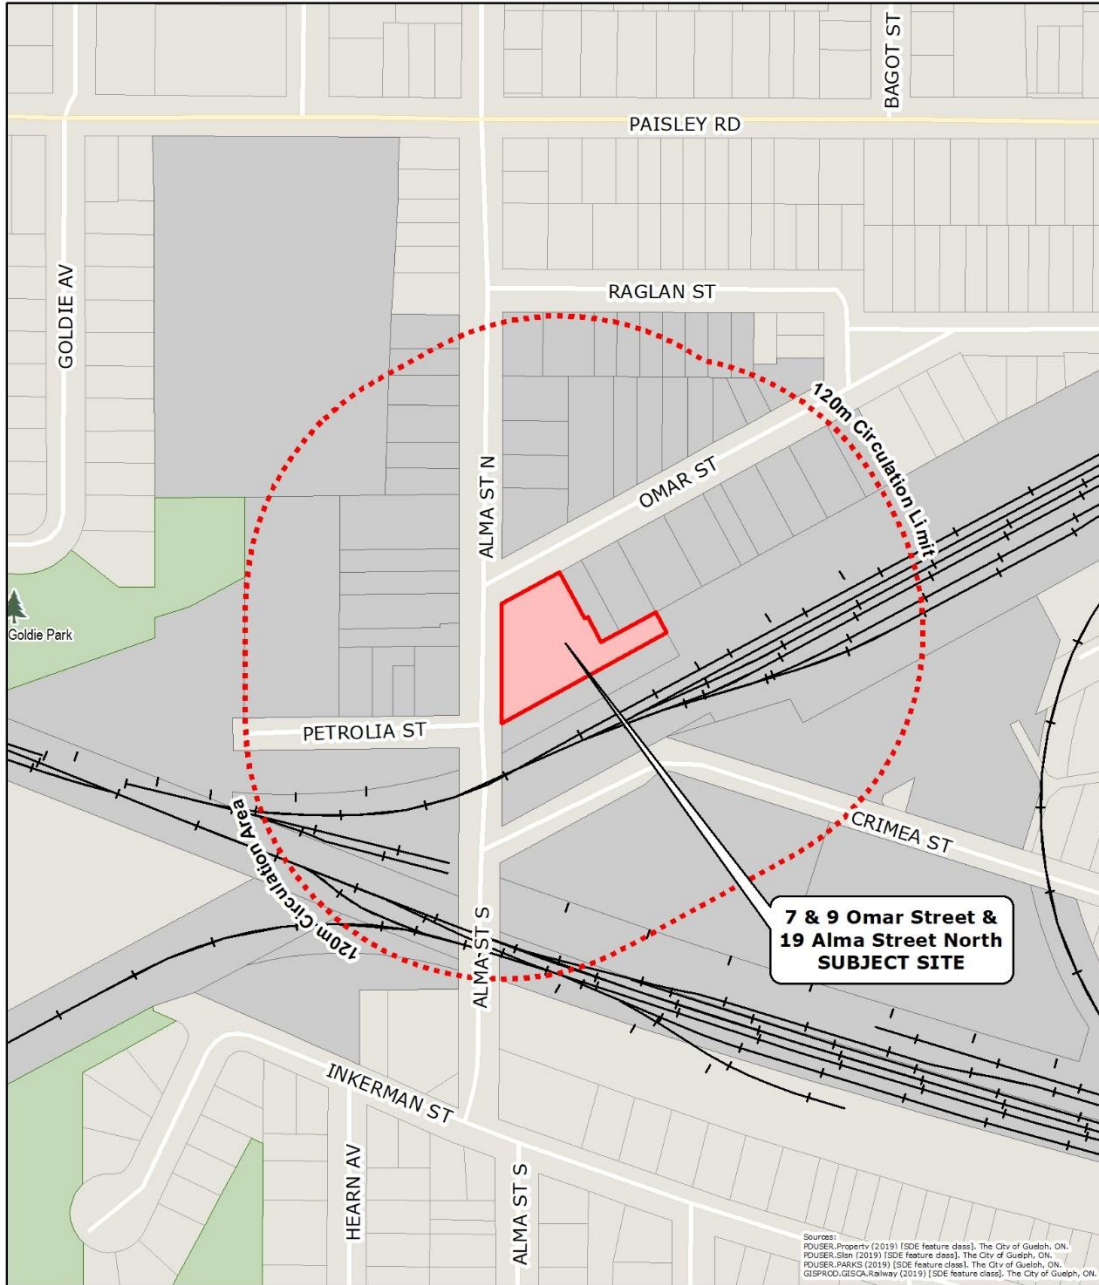 BAGOT ST
PAISLEY RD
GOLDIE AV
RAGLAN ST
120m Circulation Limit
ALMA ST N
OMAR ST
Goldie Park
PETROLIA ST
CRIMEA ST
120m Circulation Area
7 & 9 Omar Street &
19 Alma Street North
SUBJECT SITE
ALMA ST S
INKERMAN ST
HEARN AV
ALMA ST S
Sources:
PDUSER.Property (2019) [SDE feature class]. The City of Guelph, ON.
PDUSER.Slsn (2019) [SDE feature class]. The City of Guelph, ON.
PDUSER.PARKS (2019) [SDE feature class]. The City of Guelph, ON.
GISPROD.GISCA.Railway (2019) [SDE feature class]. The City of Guelph, ON.